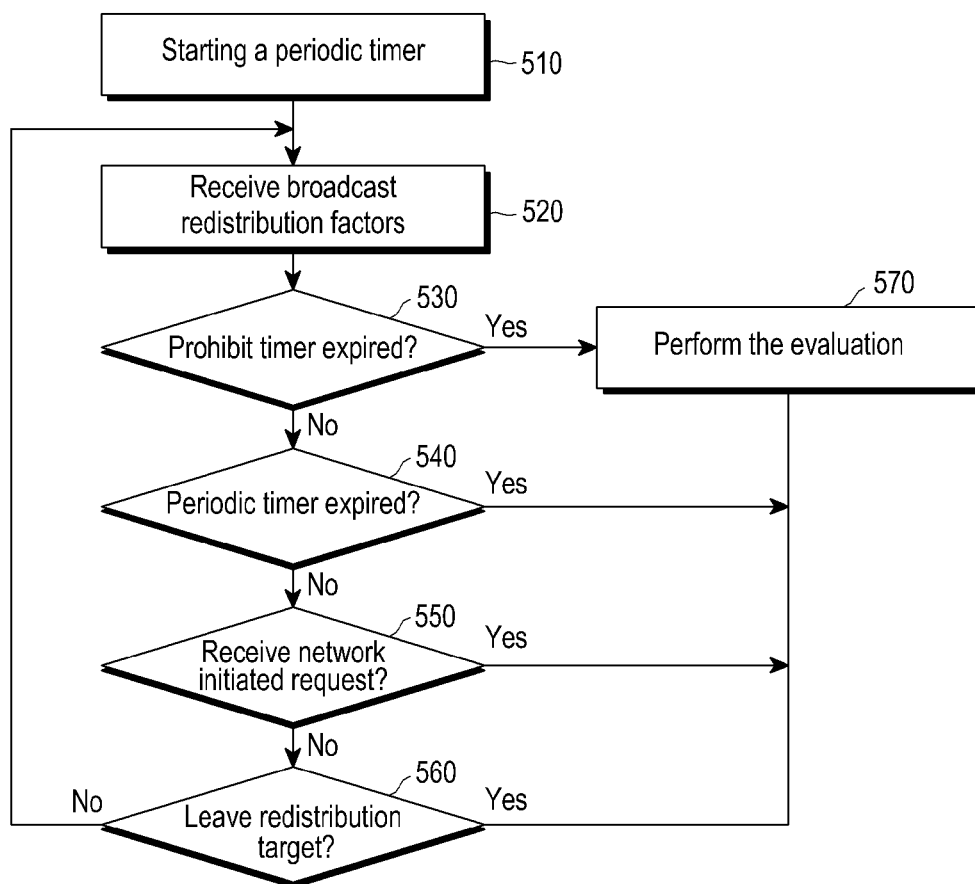 Starting a periodic timer
510
Receive broadcast
redistribution factors
520
530
Prohibit timer expired?
Yes
570
Perform the evaluation
No
540
Periodic timer expired?
Yes
No
550
Receive network
initiated request?
Yes
No
560
Leave redistribution
target?
No
Yes